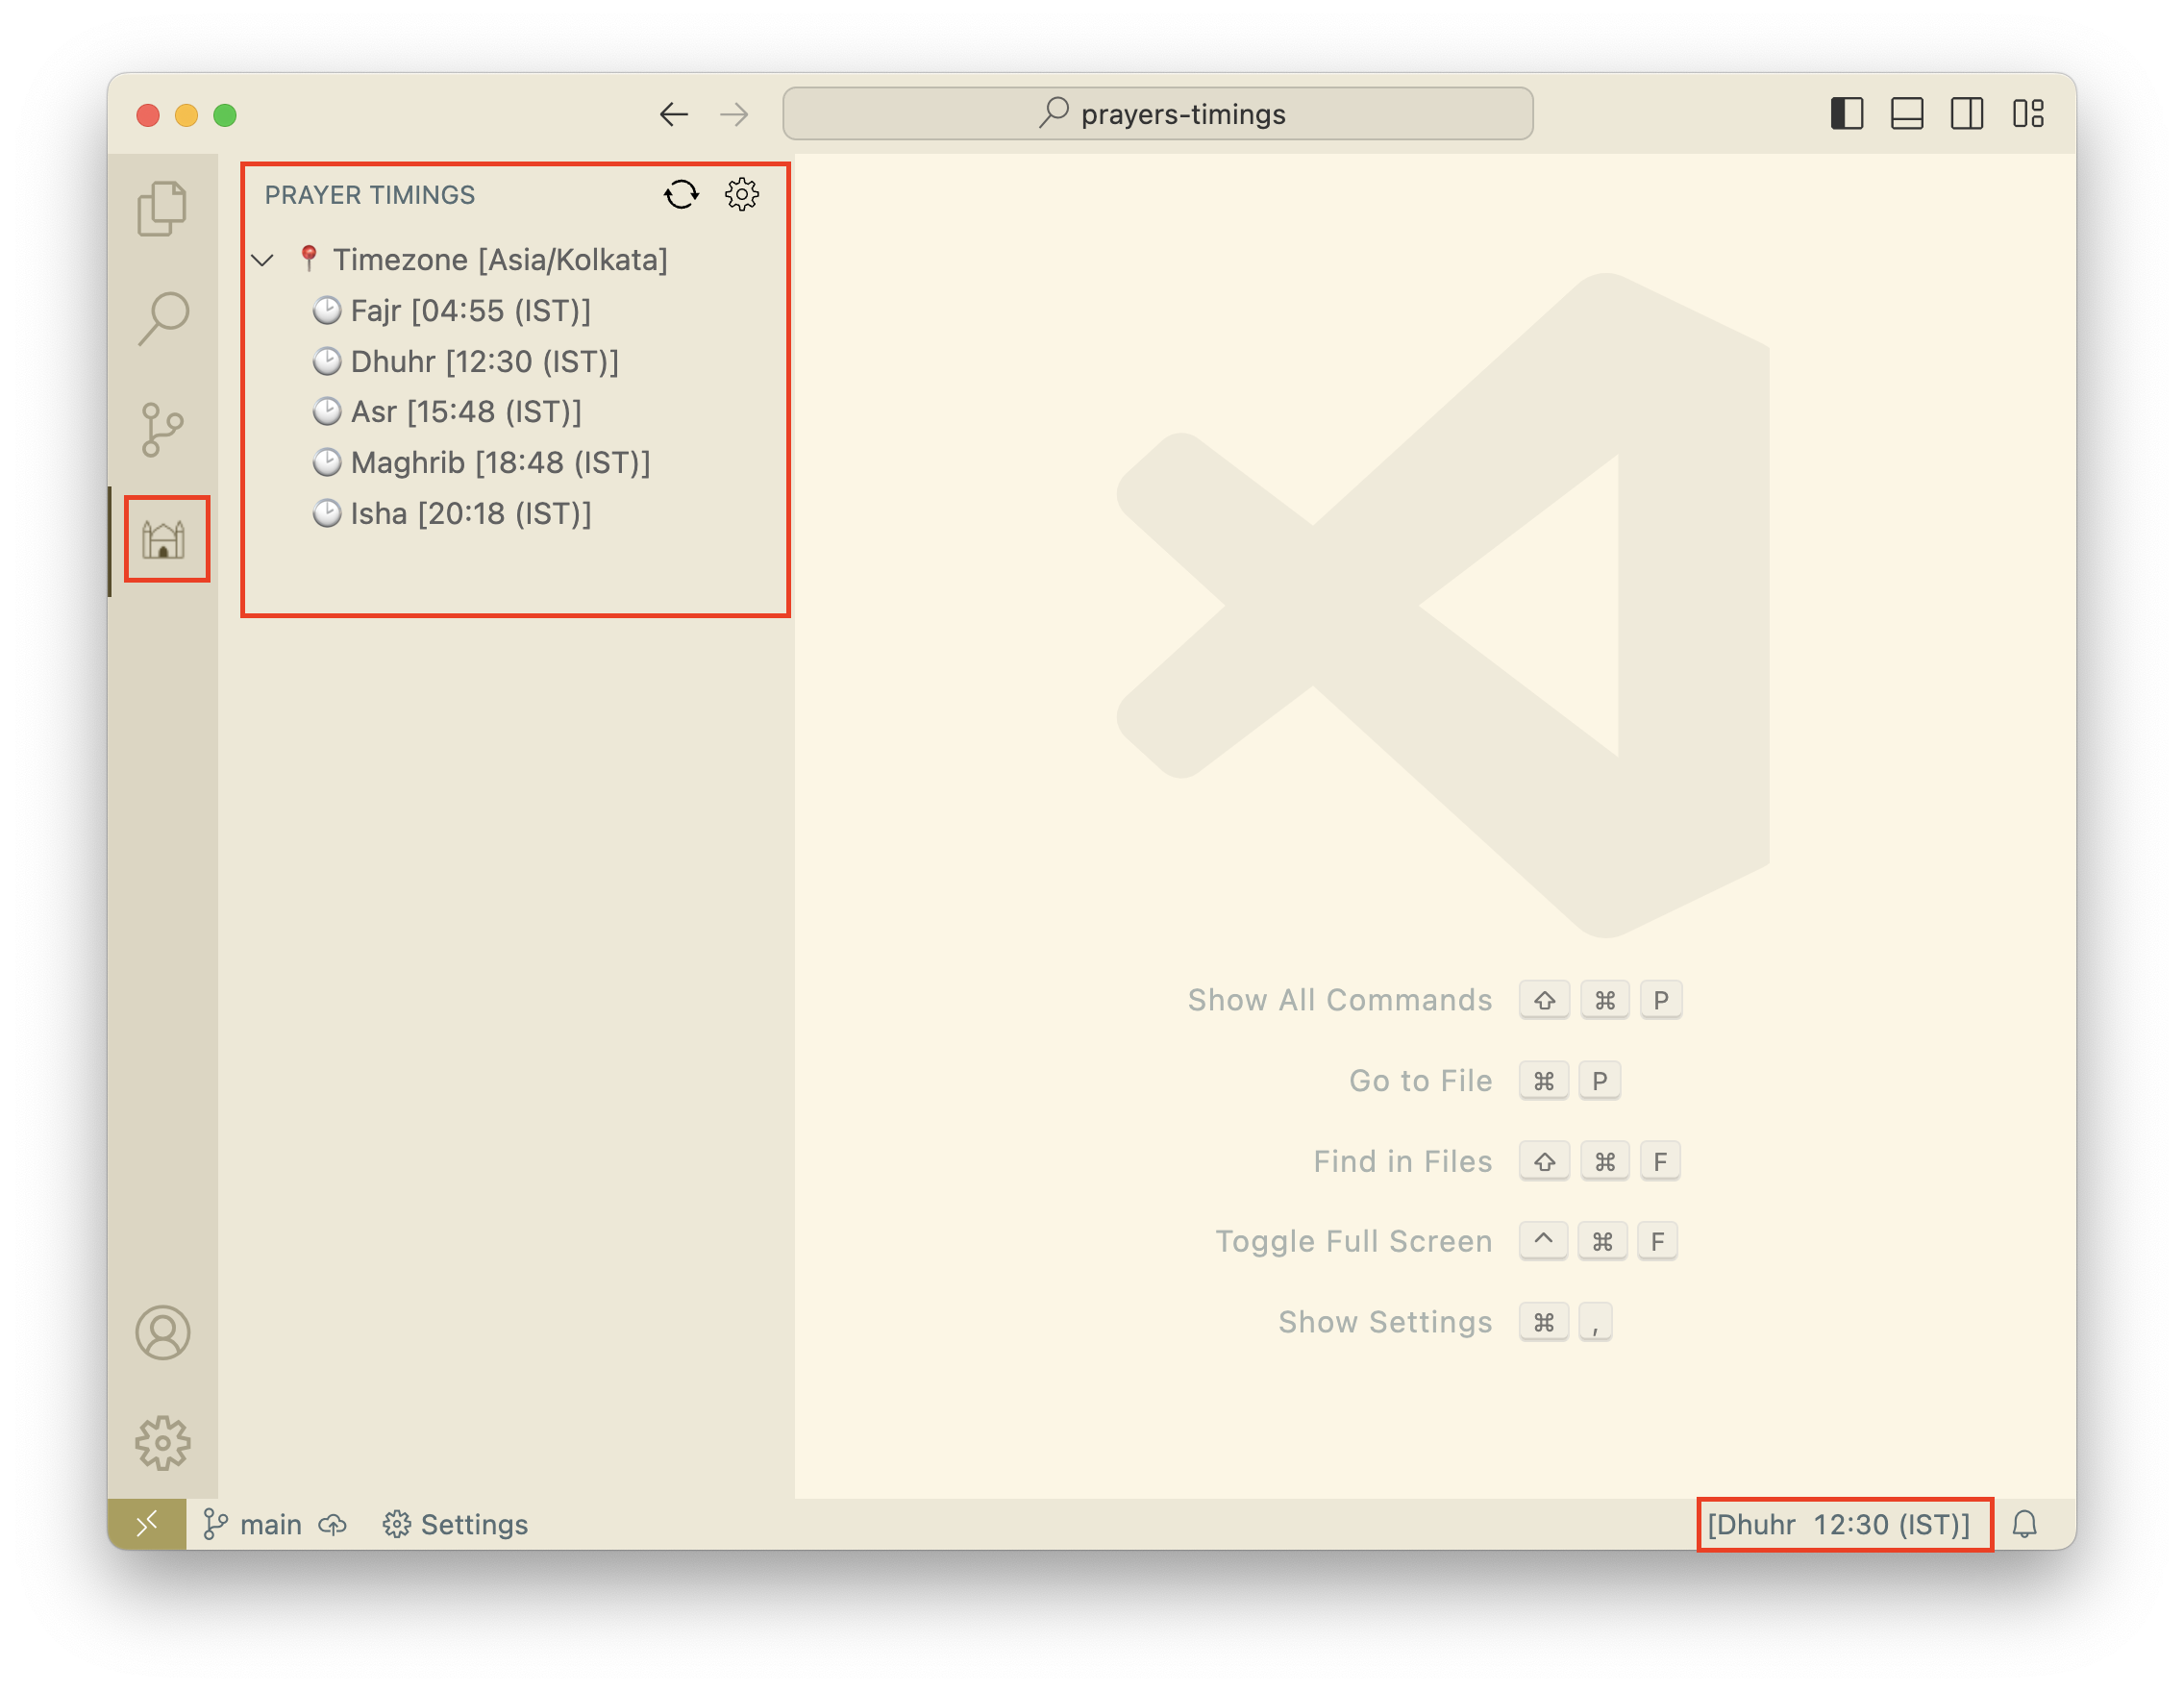 prayers-timings
PRAYER TIMINGS
Timezone [Asia/Kolkata]
Fajr [04:55 (IST)]
Dhuhr [12:30 (IST)]
Asr [15:48 (IST)]
Maghrib [18:48 (IST)]
Isha [20:18 (IST)]
Show All Commands ⇧ ⌘ P
Go to File ⌘ P
Find in Files ⇧ ⌘ F
Toggle Full Screen ^ ⌘ F
Show Settings ⌘ ,
main Settings [Dhuhr 12:30 (IST)]